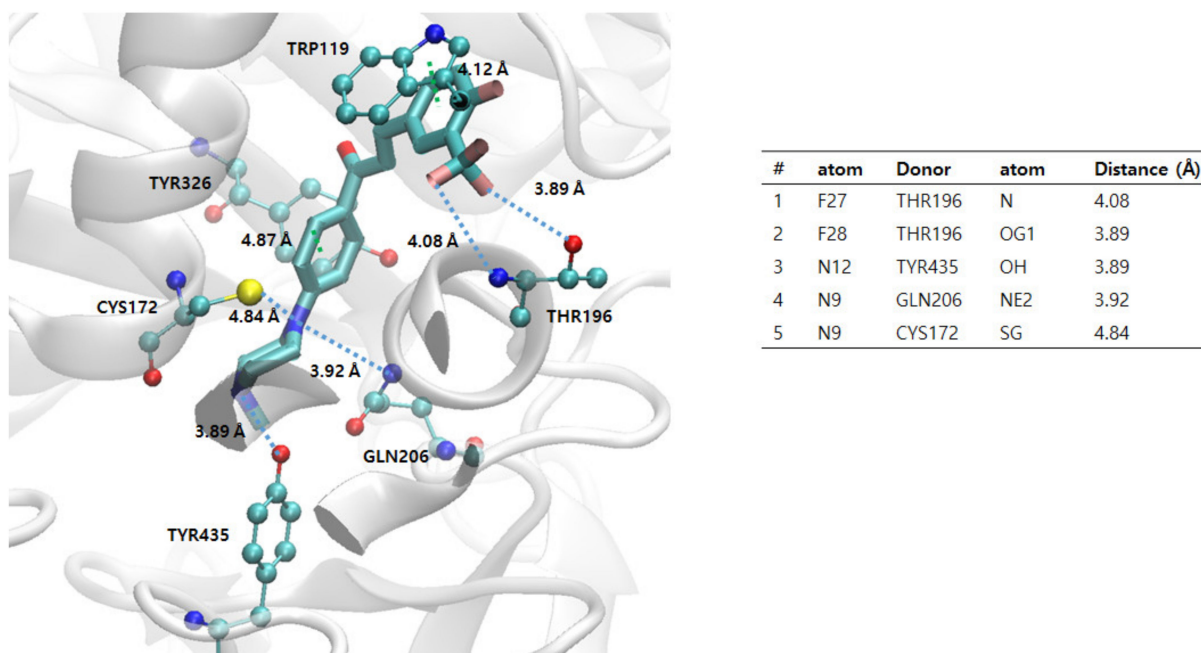 TRP119
4.12 Å
TYR326
3.89 Å
4.87 Å
4.08 Å
CYS172
4.84 Å
THR196
3.92 Å
3.89 Å
GLN206
TYR435
# atom Donor atom Distance (Å)
1 F27 THR196 N 4.08
2 F28 THR196 OG1 3.89
3 N12 TYR435 OH 3.89
4 N9 GLN206 NE2 3.92
5 N9 CYS172 SG 4.84